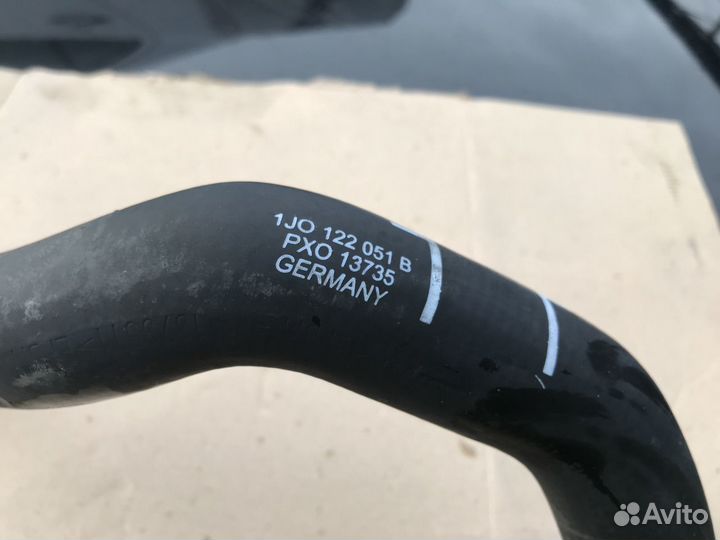 1JO 122 051 B
PXO 13735
GERMANY
Avito